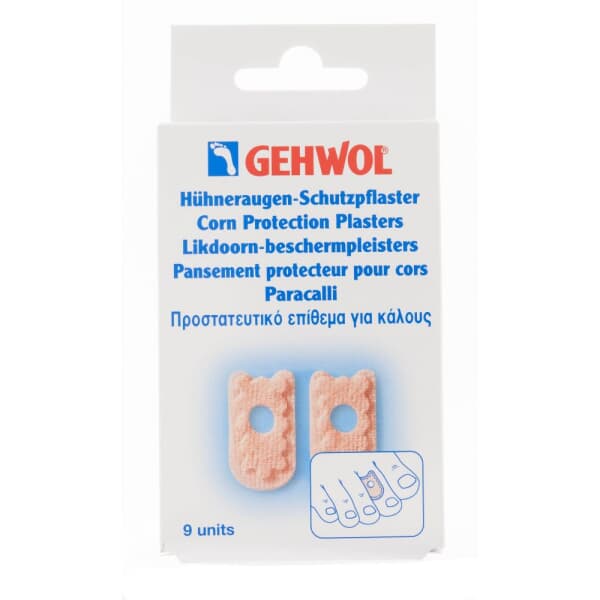 GEHWOL®
Hühneraugen-Schutzpflaster
Corn Protection Plasters
Likdoorn-beschermpleisters
Pansement protecteur pour cors
Paracalli
Προστατευτικό επίθεμα για κάλους
9 units